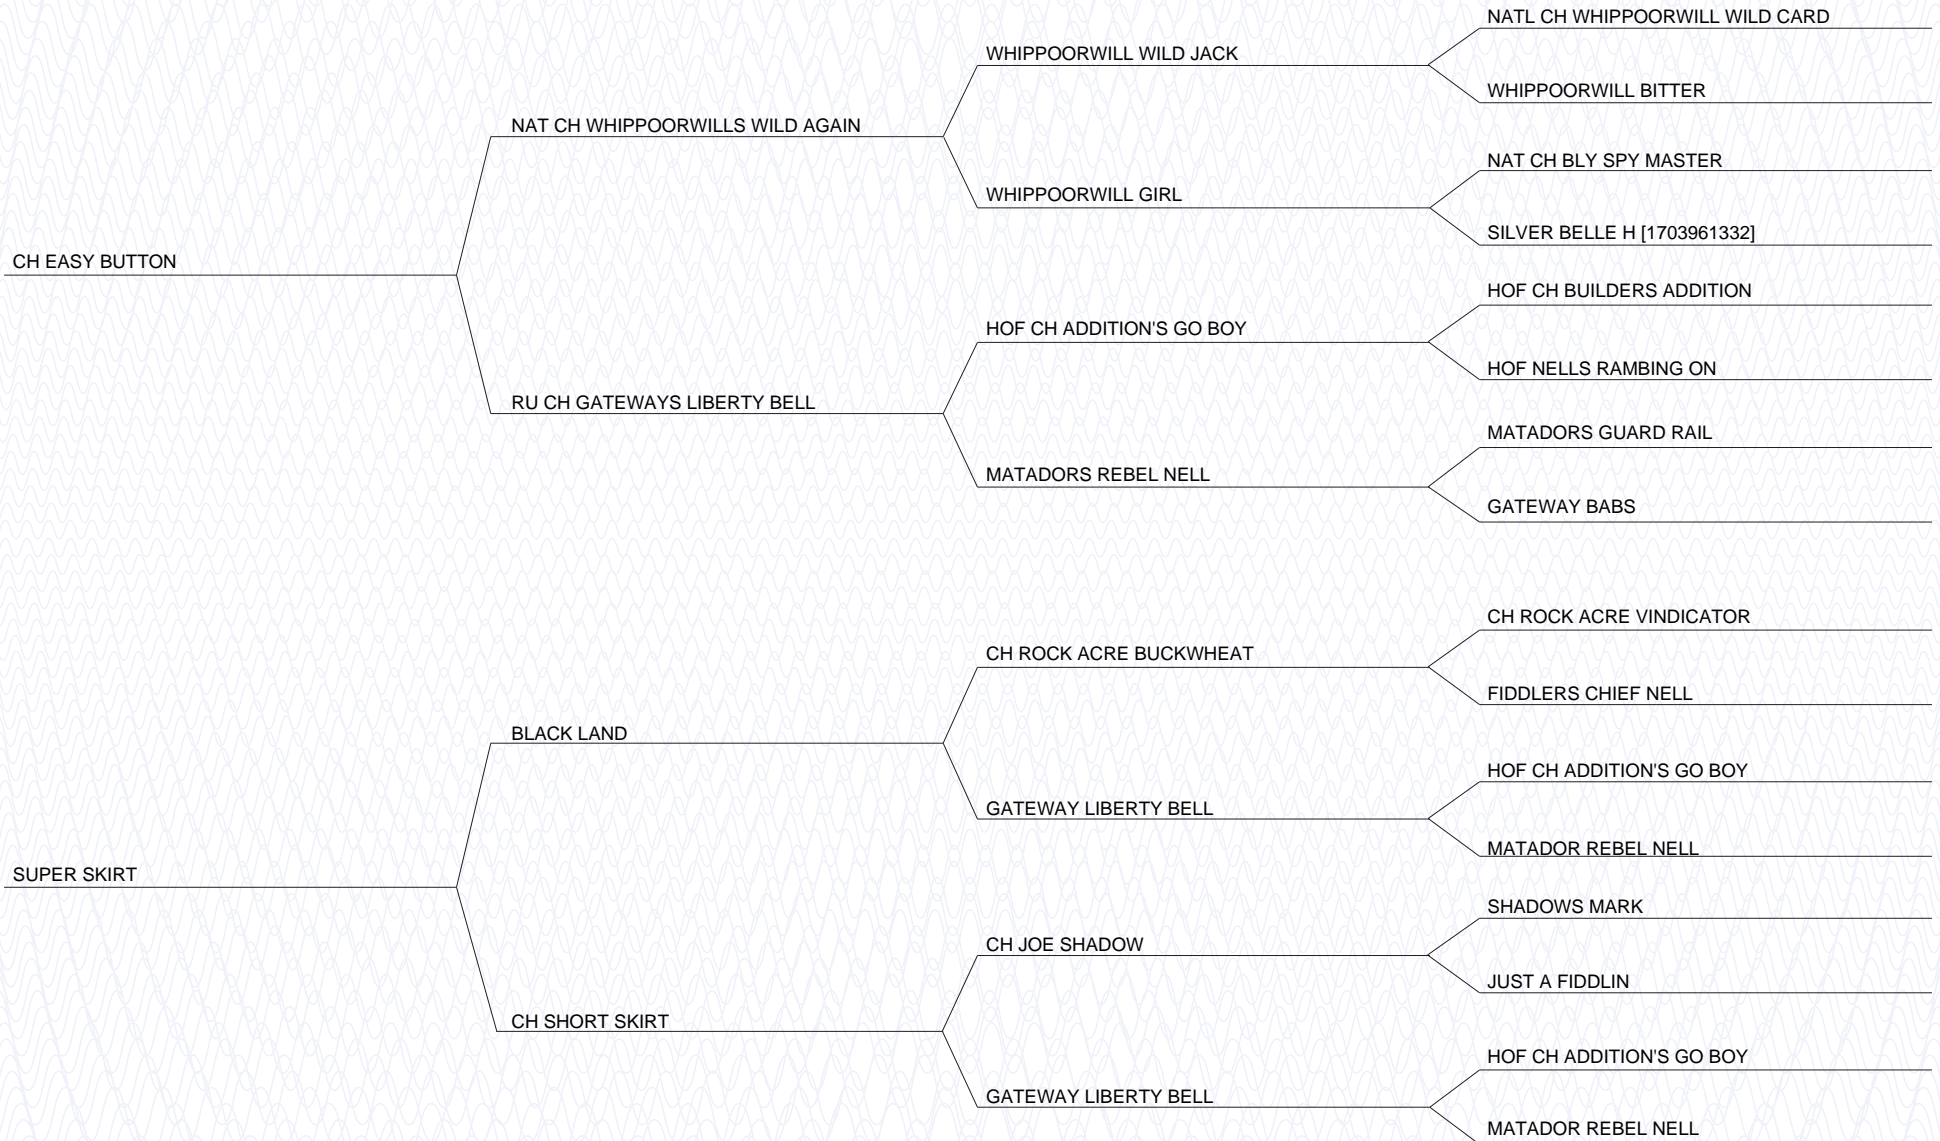 NATL CH WHIPPOORWILL WILD CARD
WHIPPOORWILL WILD JACK
WHIPPOORWILL BITTER
NAT CH WHIPPOORWILLS WILD AGAIN
NAT CH BLY SPY MASTER
WHIPPOORWILL GIRL
SILVER BELLE H [1703961332]
CH EASY BUTTON
HOF CH BUILDERS ADDITION
HOF CH ADDITION'S GO BOY
HOF NELLS RAMBING ON
RU CH GATEWAYS LIBERTY BELL
MATADORS GUARD RAIL
MATADORS REBEL NELL
GATEWAY BABS
CH ROCK ACRE VINDICATOR
CH ROCK ACRE BUCKWHEAT
FIDDLERS CHIEF NELL
BLACK LAND
HOF CH ADDITION'S GO BOY
GATEWAY LIBERTY BELL
MATADOR REBEL NELL
SUPER SKIRT
SHADOWS MARK
CH JOE SHADOW
JUST A FIDDLIN
CH SHORT SKIRT
HOF CH ADDITION'S GO BOY
GATEWAY LIBERTY BELL
MATADOR REBEL NELL